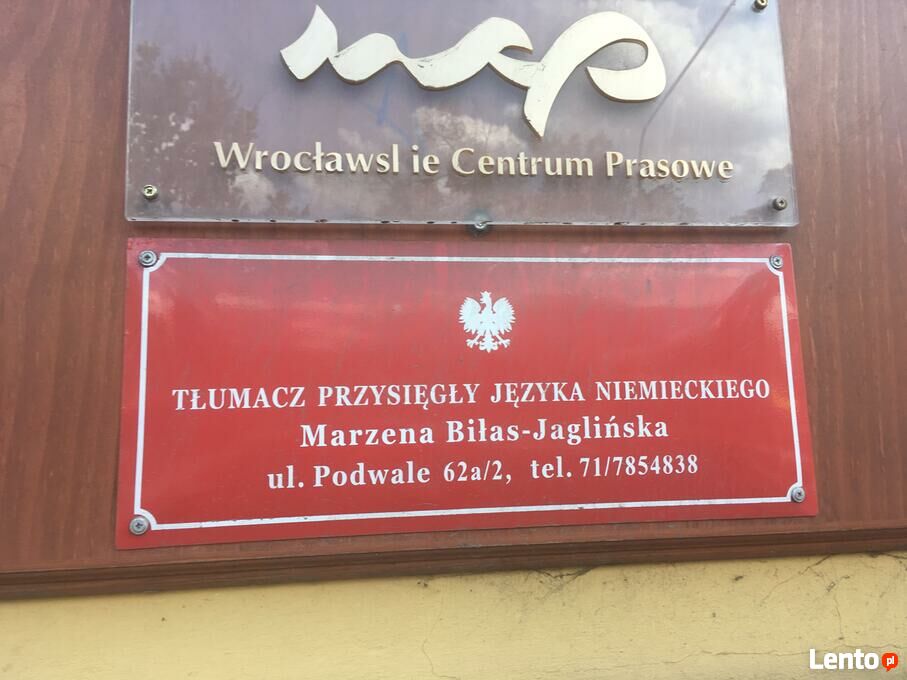 wcp
Wrocławsl ie Centrum Prasowe
TŁUMACZ PRZYSIĘGŁY JĘZYKA NIEMIECKIEGO
Marzena Biłas-Jaglińska
ul. Podwale 62a/2, tel. 71/7854838
Lento.pl